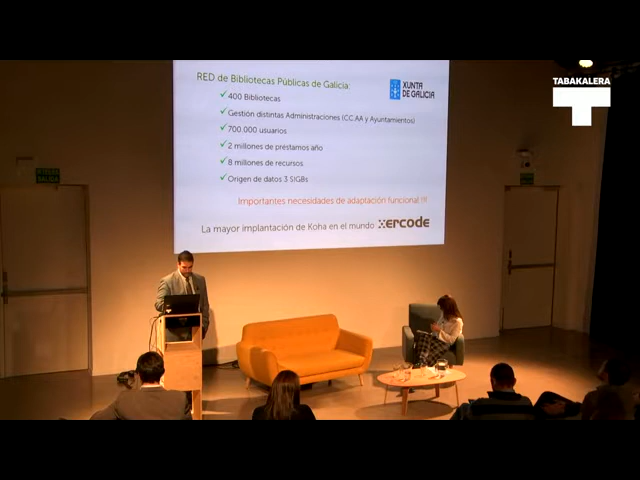 TABAKALERA
RED de Bibliotecas Públicas de Galicia:
XUNTA
DE GALICIA
400 Bibliotecas
Gestión distintas Administraciones (CC.AA y Ayuntamientos)
700.000 usuarios
2 millones de préstamos año
8 millones de recursos
Origen de datos 3 SIGBs
Importantes necesidades de adaptación funcional !!!
La mayor implantación de Koha en el mundo xercode